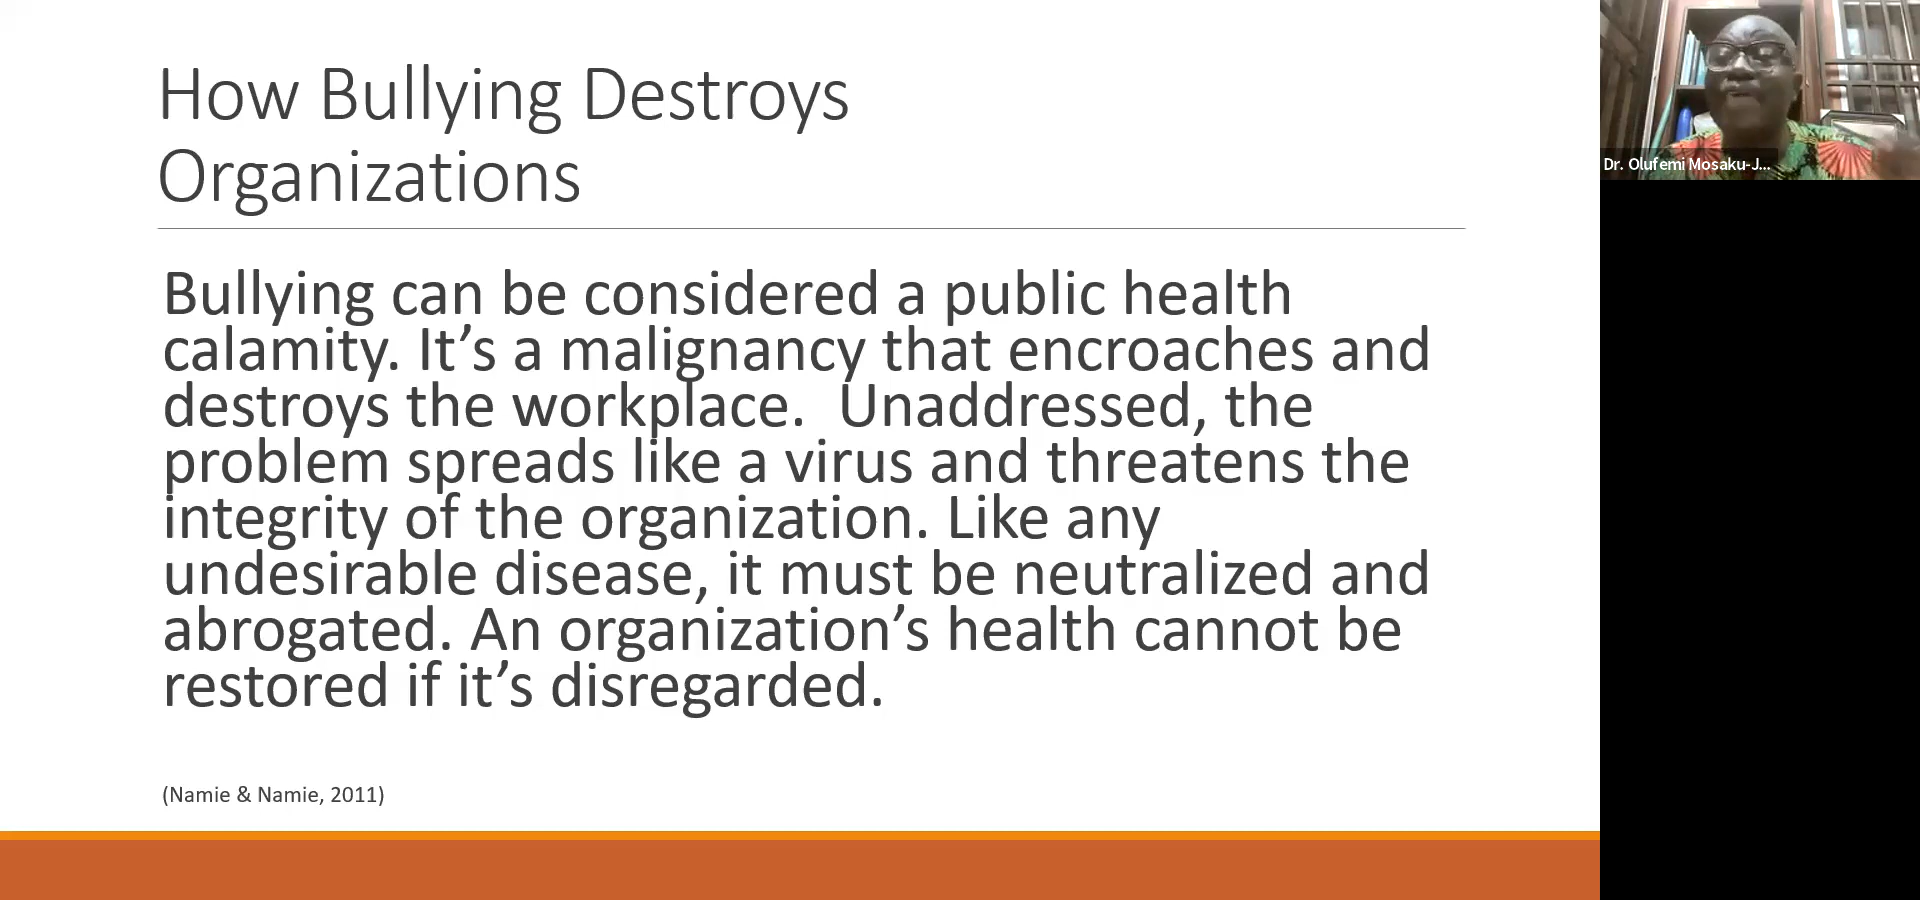 How Bullying Destroys
Organizations
Bullying can be considered a public health
calamity. It’s a malignancy that encroaches and
destroys the workplace.  Unaddressed, the
problem spreads like a virus and threatens the
integrity of the organization. Like any
undesirable disease, it must be neutralized and
abrogated. An organization’s health cannot be
restored if it’s disregarded.
(Namie & Namie, 2011)
Dr. Olufemi Mosaku-J...